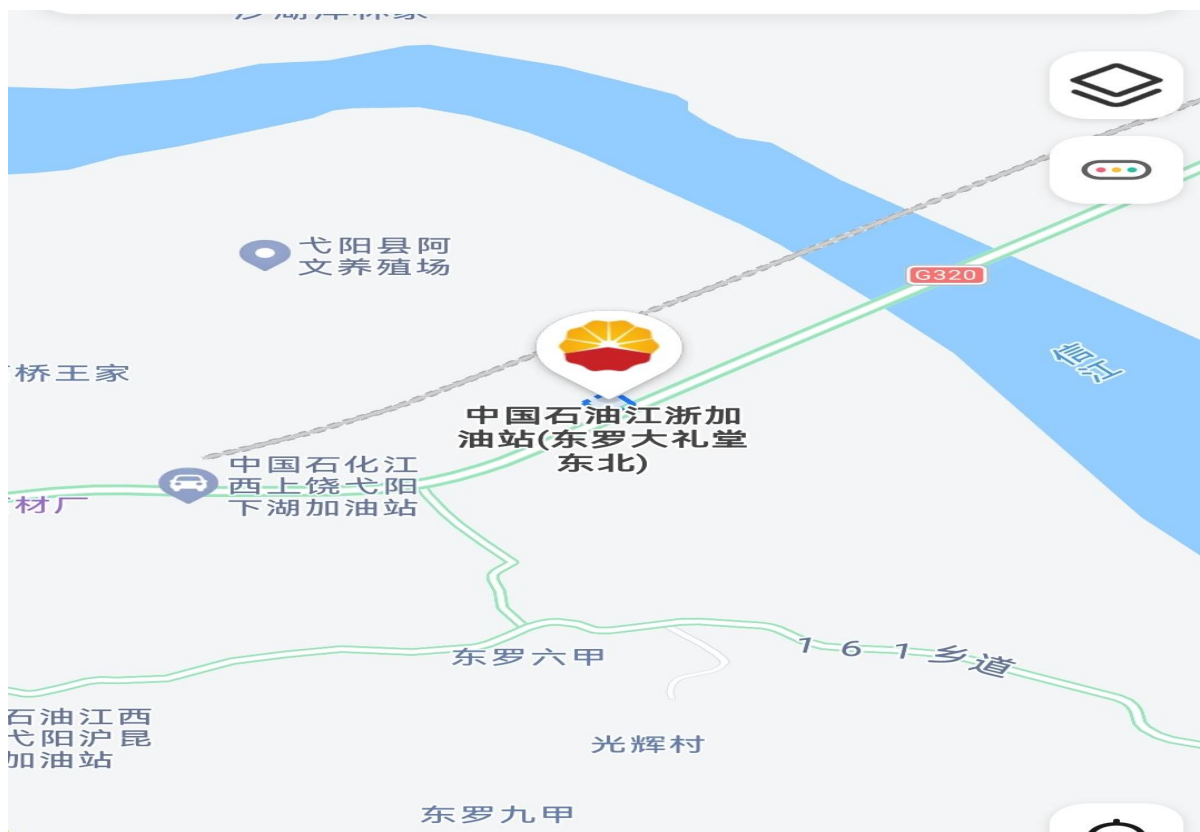 弋阳县阿
文养殖场
G320
信江
桥王家
中国石油江浙加
油站(东罗大礼堂
东北)
中国石化江
西上饶弋阳
下湖加油站
材厂
161乡道
东罗六甲
石油江西
弋阳沪昆
加油站
光辉村
东罗九甲